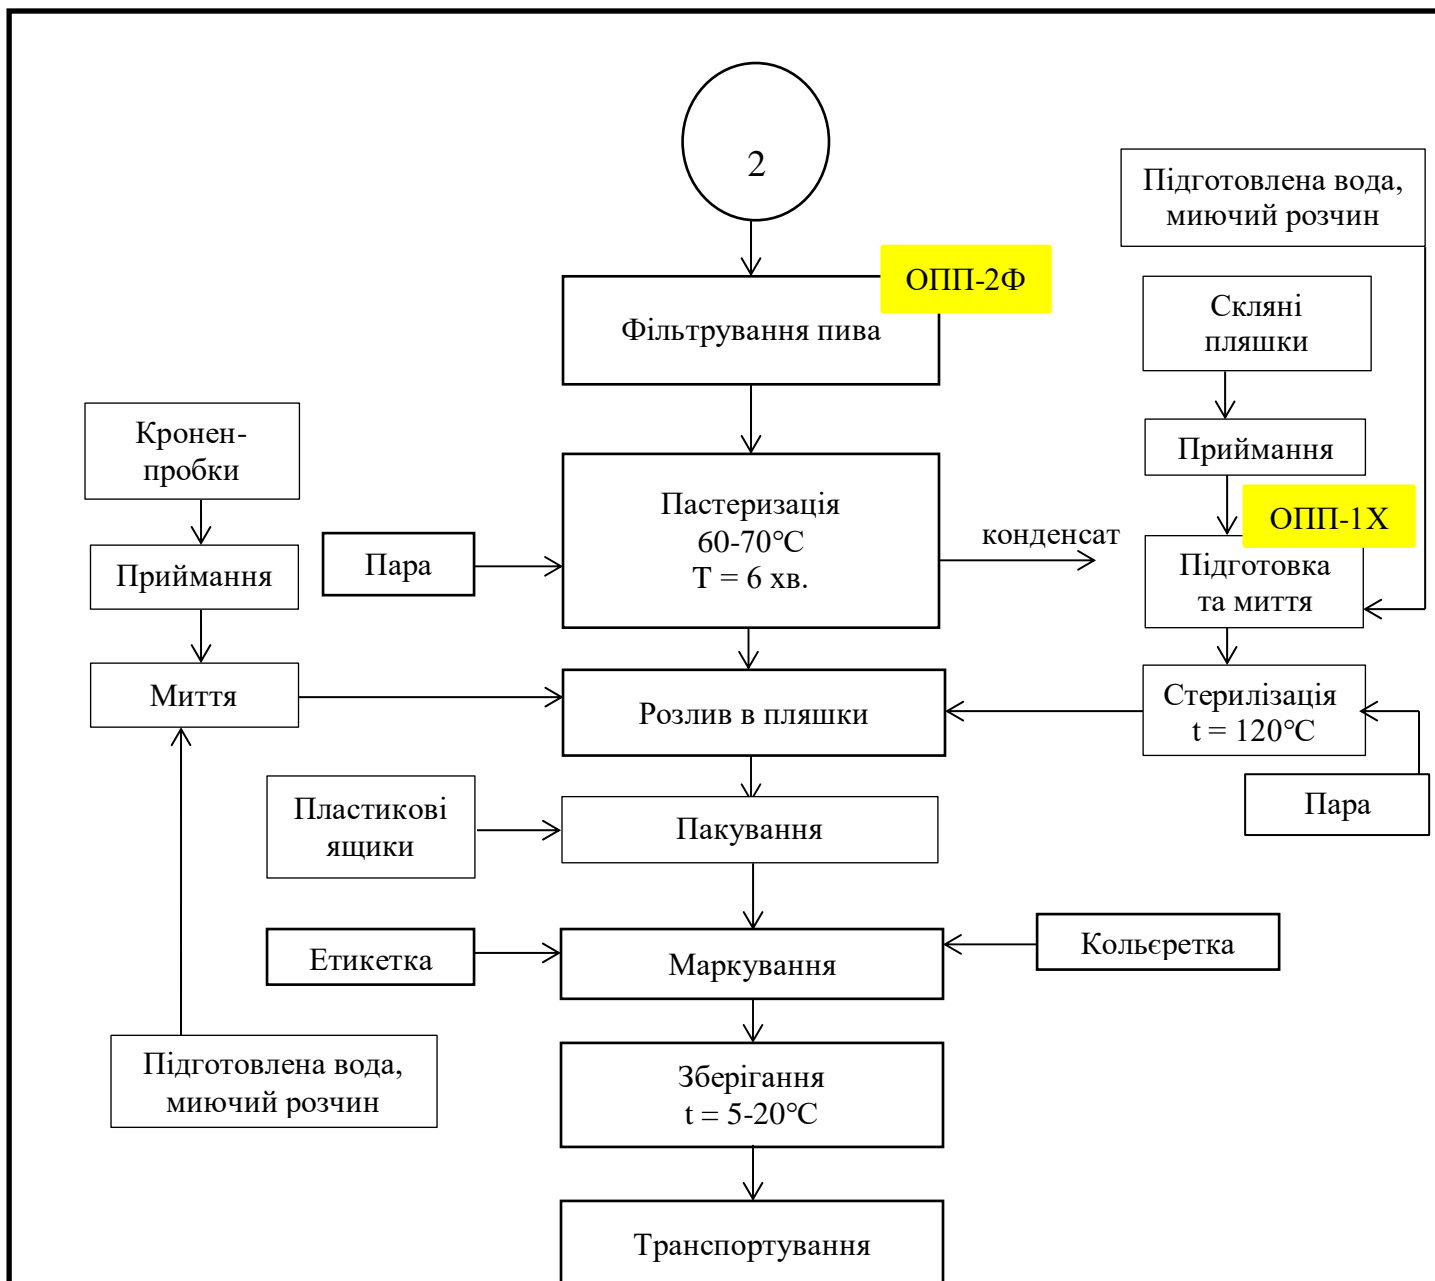 2
Підготовлена вода,
миючий розчин
ОПП-2Ф
Фільтрування пива
Скляні
пляшки
Кронен-
пробки
Приймання
Пастеризація
60-70°С
Т = 6 хв.
ОПП-1Х
конденсат
Пара
Приймання
Підготовка
та миття
Миття
Розлив в пляшки
Стерилізація
t = 120°С
Пластикові
ящики
Пакування
Пара
Етикетка
Маркування
Кольєретка
Підготовлена вода,
миючий розчин
Зберігання
t = 5-20°С
Транспортування